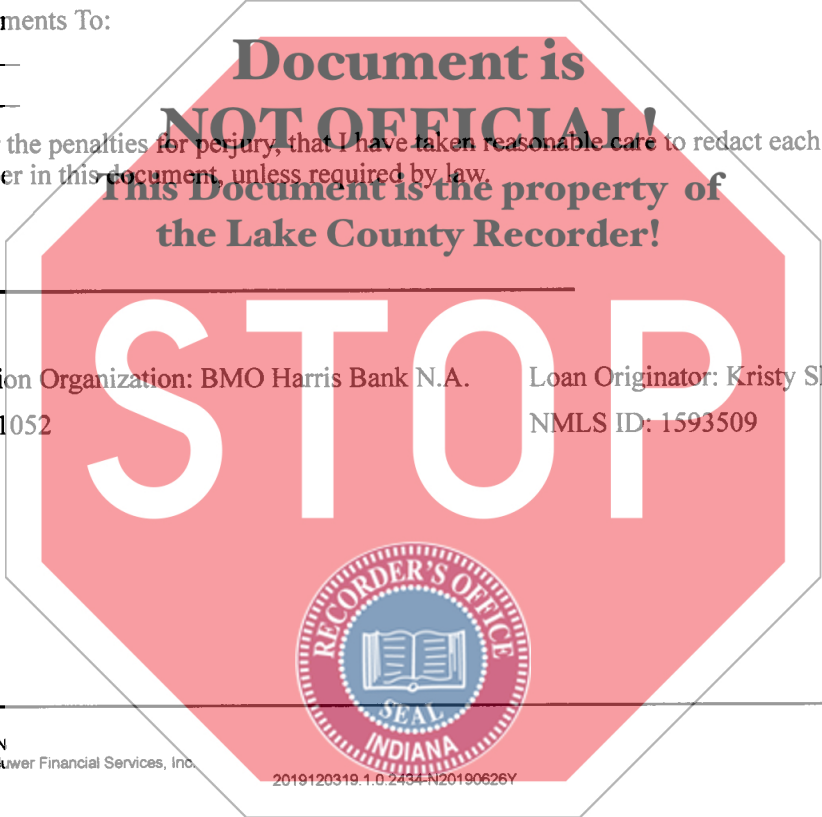 ments To:
Document is
NOT OFFICIAL!
the penalties for perjury, that I have taken reasonable care to redact each
er in this document, unless required by law.
This Document is the property of
the Lake County Recorder!
STOP
ion Organization: BMO Harris Bank N.A. Loan Originator: Kristy
1052 NMLS ID: 1593509
RECORDER'S OFFICE
SEAL
INDIANA
N
uwer Financial Services, Inc.
2019120319.1.0.2434-N20190626Y